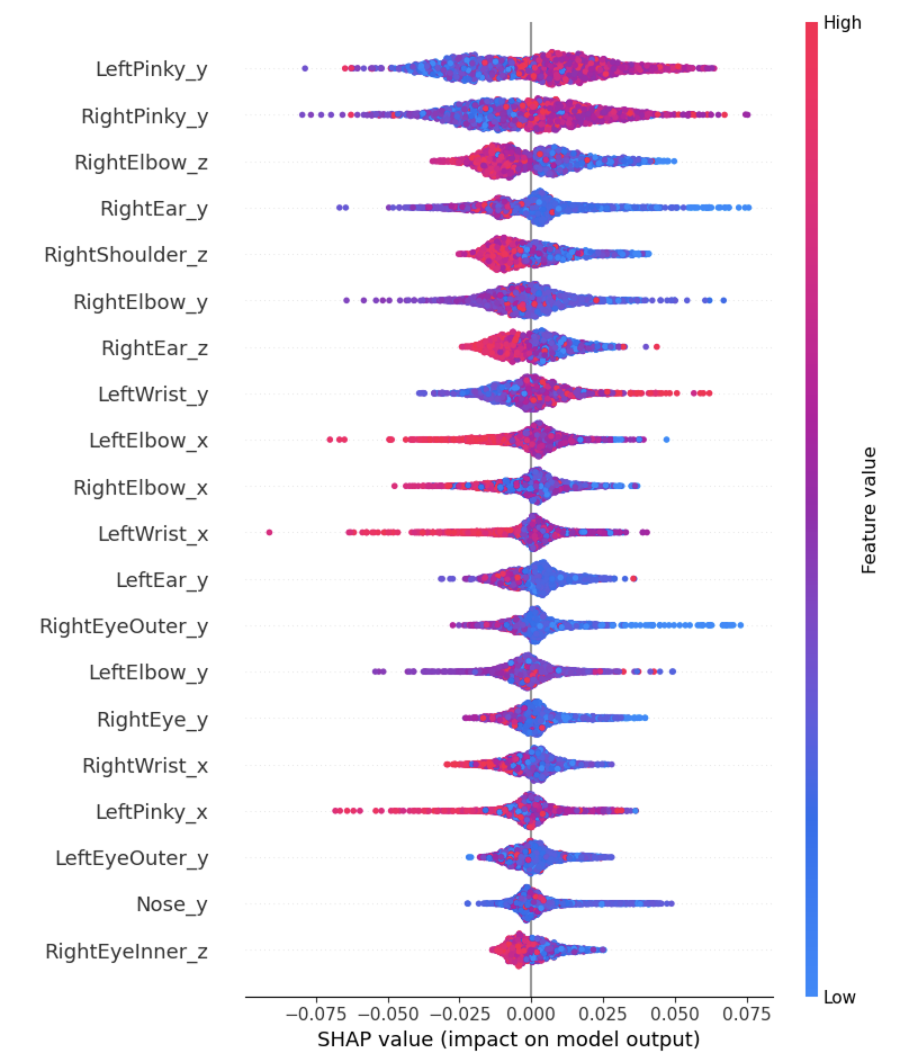 High
LeftPinky_y
RightPinky_y
RightElbow_z
RightEar_y
RightShoulder_z
RightElbow_y
RightEar_z
LeftWrist_y
LeftElbow_x
RightElbow_x
LeftWrist_x
LeftEar_y
RightEyeOuter_y
LeftElbow_y
RightEye_y
RightWrist_x
LeftPinky_x
LeftEyeOuter_y
Nose_y
RightEyeInner_z
Feature value
Low
−0.075 −0.050 −0.025 0.000 0.025 0.050 0.075
SHAP value (impact on model output)